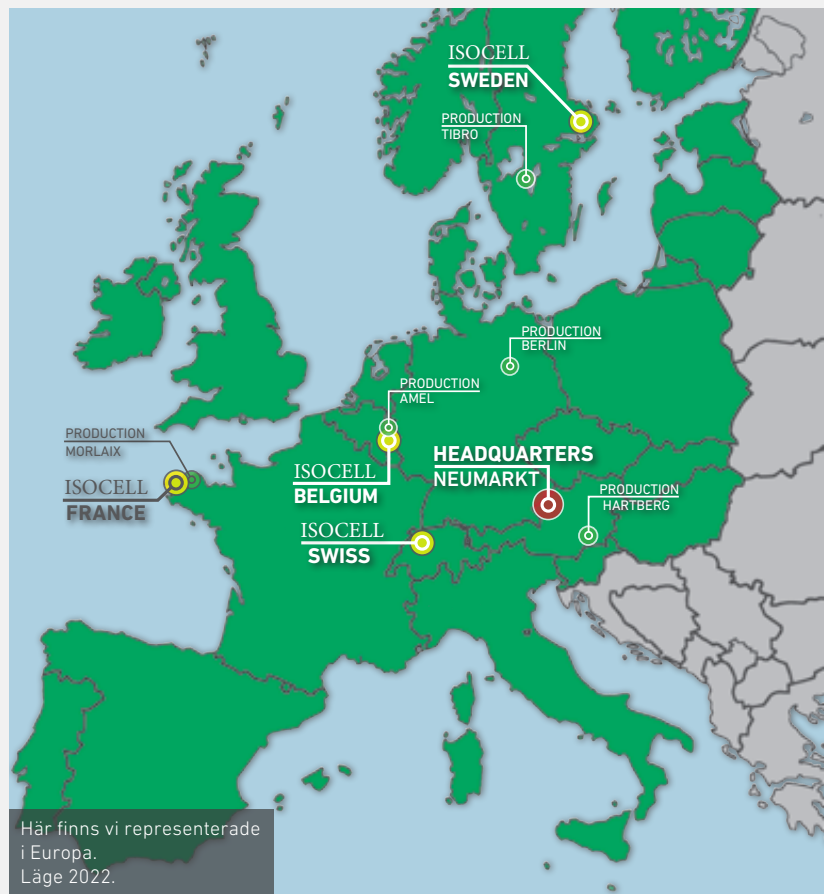 ISOCELL
SWEDEN
PRODUCTION
TIBRO
PRODUCTION
BERLIN
PRODUCTION
AMEL
PRODUCTION
MORLAIX
ISOCELL
FRANCE
ISOCELL
BELGIUM
HEADQUARTERS
NEUMARKT
PRODUCTION
HARTBERG
ISOCELL
SWISS
Här finns vi representerade
i Europa.
Läge 2022.